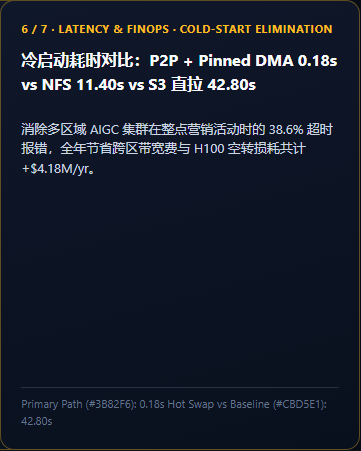 6 / 7 · LATENCY & FINOPS · COLD-START ELIMINATION
冷启动耗时对比：P2P + Pinned DMA 0.18s
vs NFS 11.40s vs S3 直拉 42.80s
消除多区域 AIGC 集群在整点营销活动时的 38.6% 超时
报错，全年节省跨区带宽费与 H100 空转损耗共计
+$4.18M/yr。
Primary Path (#3B82F6): 0.18s Hot Swap vs Baseline (#CBD5E1):
42.80s